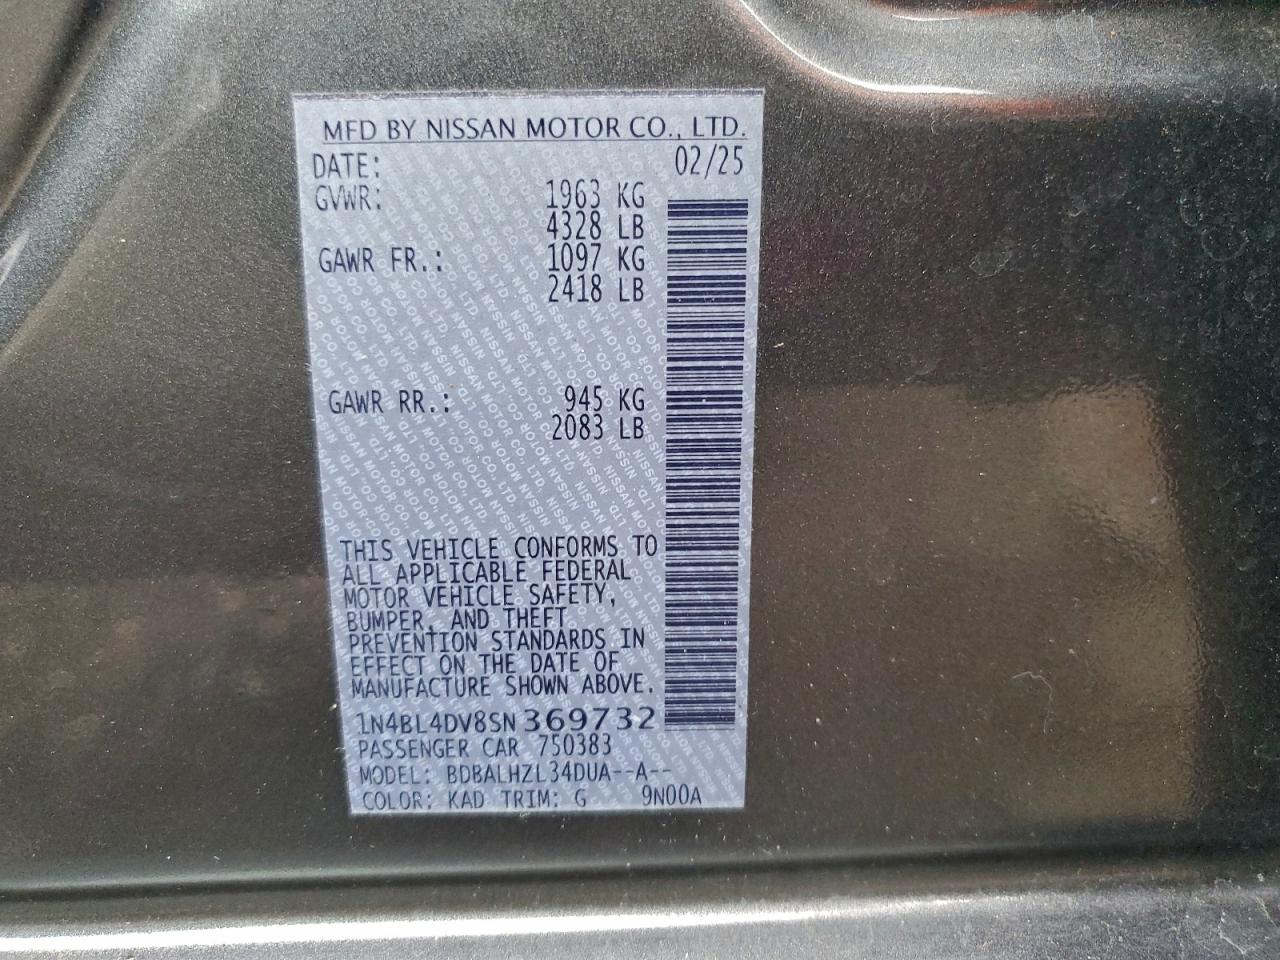 MFD BY NISSAN MOTOR CO., LTD.
DATE: 02/25
GVWR: 1963 KG
4328 LB
GAWR FR.: 1097 KG
2418 LB
GAWR RR.: 945 KG
2083 LB
THIS VEHICLE CONFORMS TO
ALL APPLICABLE FEDERAL
MOTOR VEHICLE SAFETY,
BUMPER, AND THEFT
PREVENTION STANDARDS IN
EFFECT ON THE DATE OF
MANUFACTURE SHOWN ABOVE.
1N4BL4DV8SN369732
PASSENGER CAR 750383
MODEL: BDBALHZL34DUA--A--
COLOR: KAD TRIM: G 9N00A